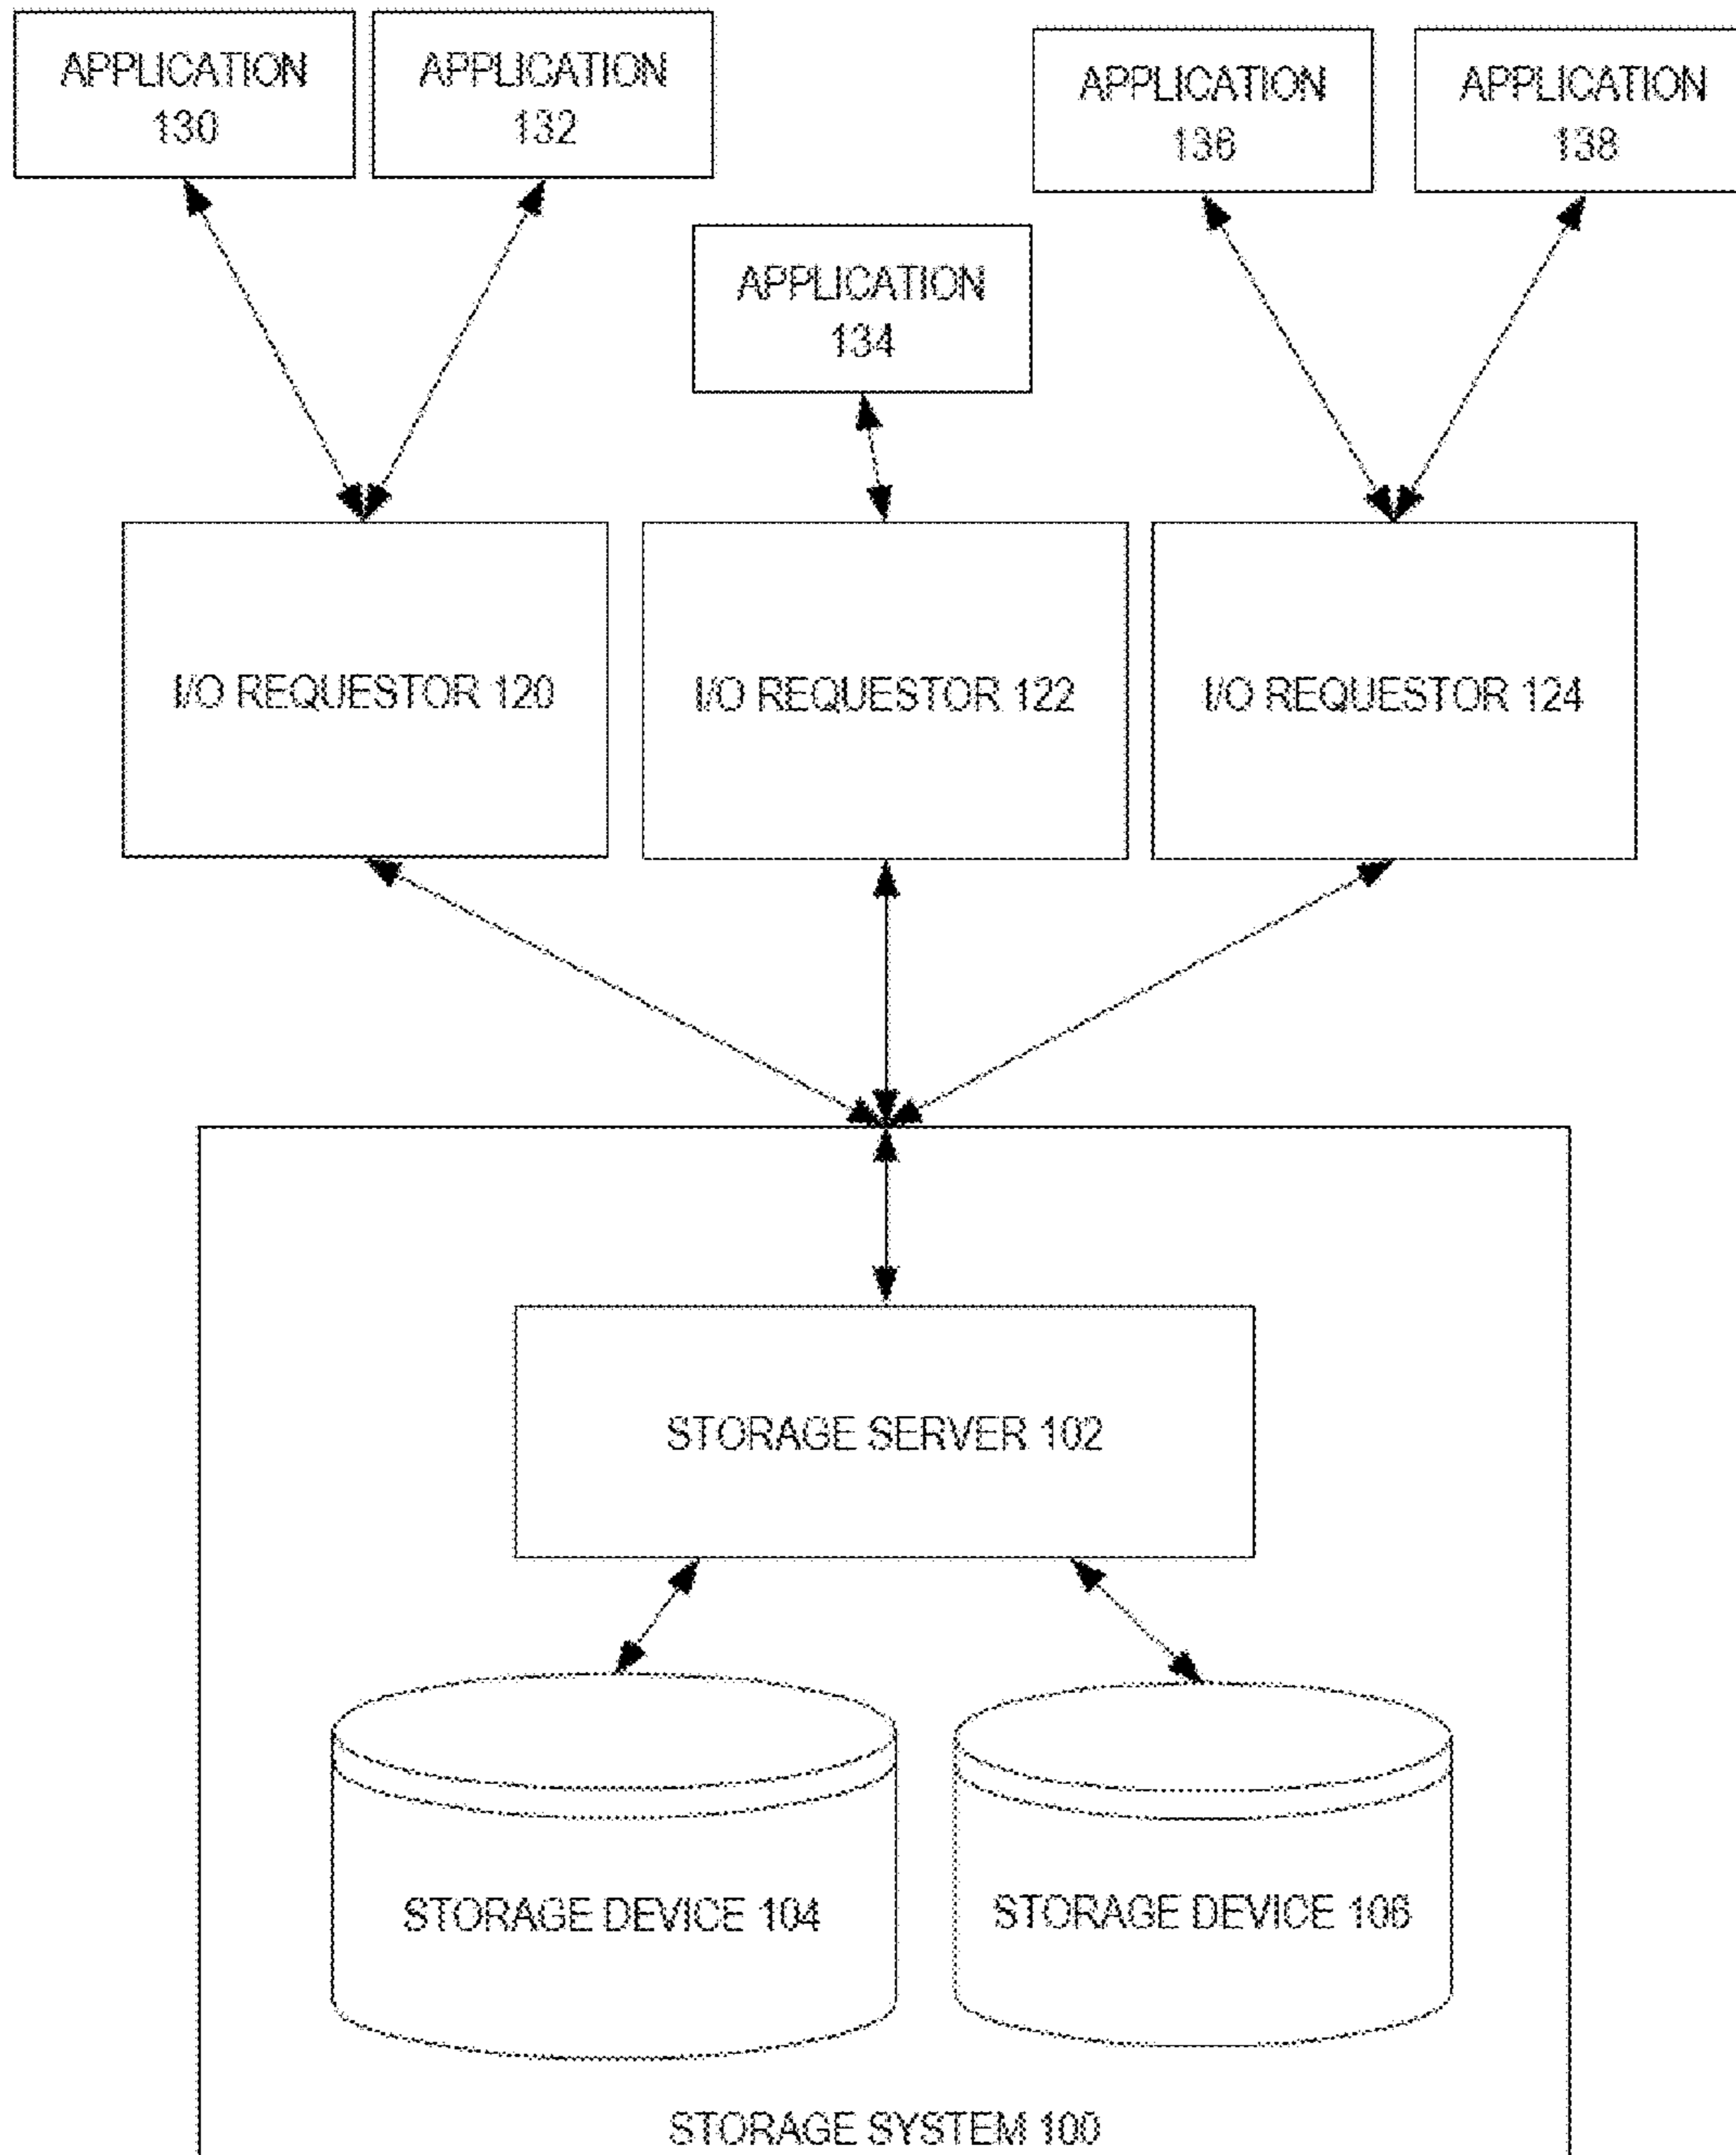 APPLICATION
130
APPLICATION
132
APPLICATION
136
APPLICATION
138
APPLICATION
134
I/O REQUESTOR 120
I/O REQUESTOR 122
I/O REQUESTOR 124
STORAGE SERVER 102
STORAGE DEVICE 104
STORAGE DEVICE 106
STORAGE SYSTEM 100